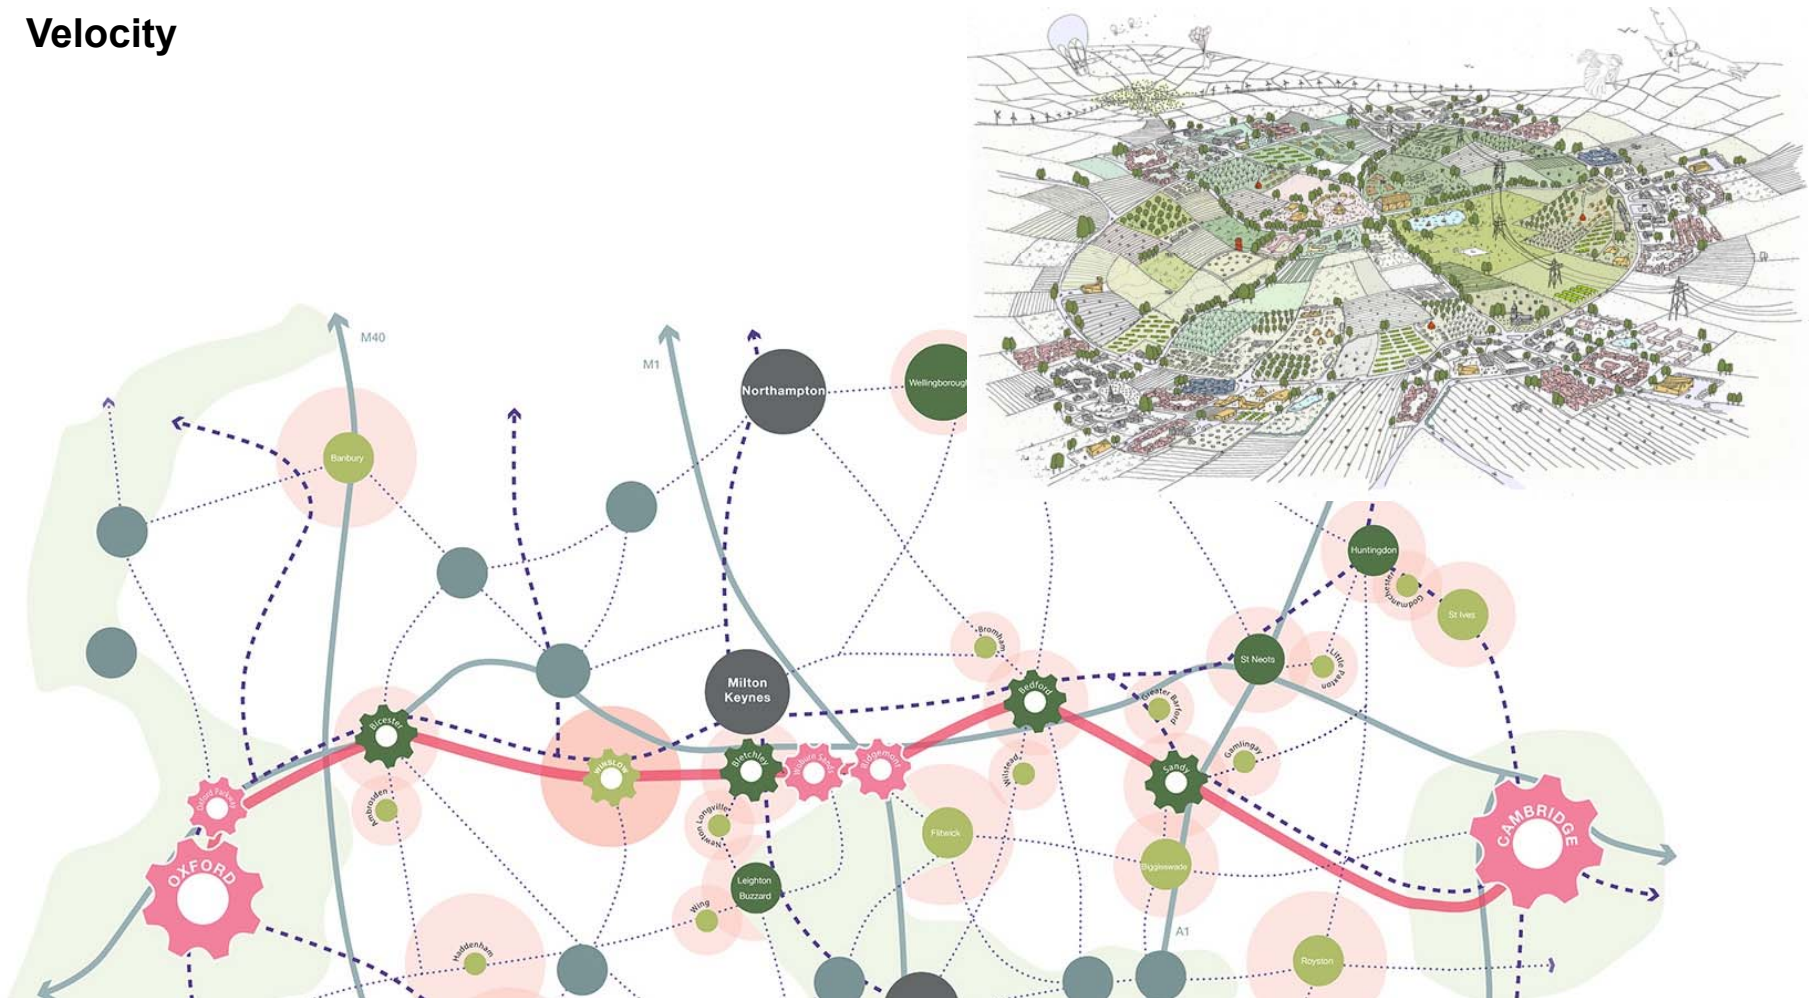 Velocity
M40
M1
Northampton
Wellingborough
Banbury
Huntingdon
Godmanchester
St Ives
Bromham
St Neots
Little Paxton
Milton
Keynes
Bedford
Greater Barford
Bicester
Gamlingay
WINSLOW
Bletchley
Woburn Sands
Ridgemont
Wilstead
Sandy
Oxford Parkway
Ambrosden
Newton Longville
Flitwick
CAMBRIDGE
Biggleswade
OXFORD
Leighton
Buzzard
Wing
A1
Haddenham
Royston